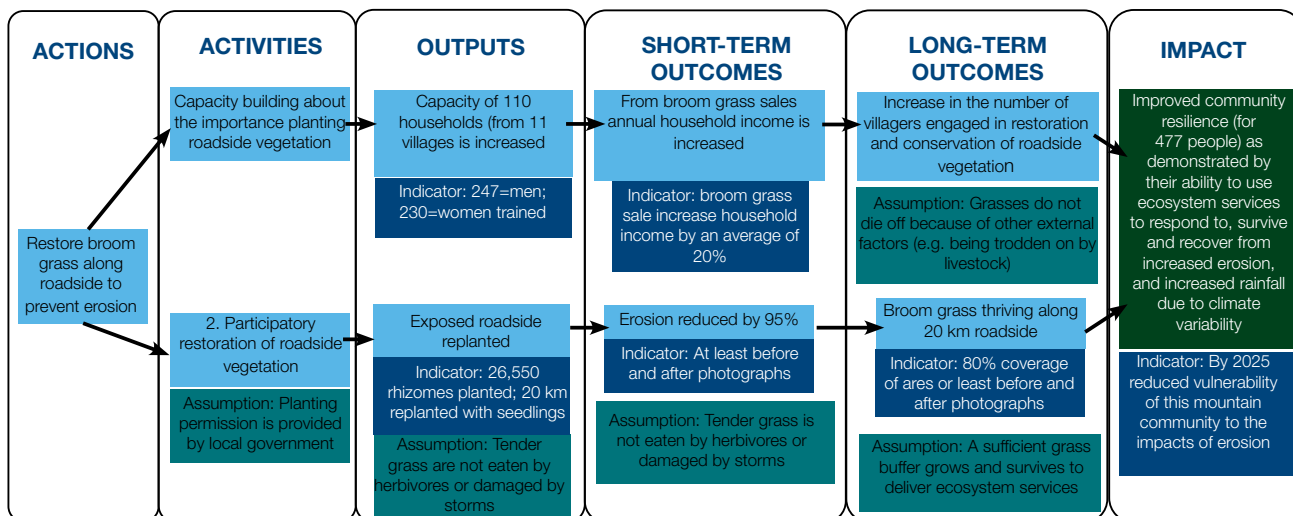 ACTIONS
Restore broom
grass along
roadside to
prevent erosion
ACTIVITIES
Capacity building about
the importance planting
roadside vegetation
2. Participatory
restoration of roadside
vegetation
Assumption: Planting
permission is provided
by local government
OUTPUTS
Capacity of 110
households (from 11
villages is increased
Indicator: 247=men;
230=women trained
Exposed roadside
replanted
Indicator: 26,550
rhizomes planted; 20 km
replanted with seedlings
Assumption: Tender
grass are not eaten by
herbivores or damaged by
storms
SHORT-TERM
OUTCOMES
From broom grass sales
annual household income is
increased
Indicator: broom grass
sale increase household
income by an average of
20%
Erosion reduced by 95%
Indicator: At least before
and after photographs
Assumption: Tender grass is
not eaten by herbivores or
damaged by storms
LONG-TERM
OUTCOMES
Increase in the number of
villagers engaged in restoration
and conservation of roadside
vegetation
Assumption: Grasses do not
die off because of other external
factors (e.g. being trodden on by
livestock)
Broom grass thriving along
20 km roadside
Indicator: 80% coverage
of ares or least before and
after photographs
Assumption: A sufficient grass
buffer grows and survives to
deliver ecosystem services
IMPACT
Improved community
resilience (for
477 people) as
demonstrated by
their ability to use
ecosystem services
to respond to, survive
and recover from
increased erosion,
and increased rainfall
due to climate
variability
Indicator: By 2025
reduced vulnerability
of this mountain
community to the
impacts of erosion